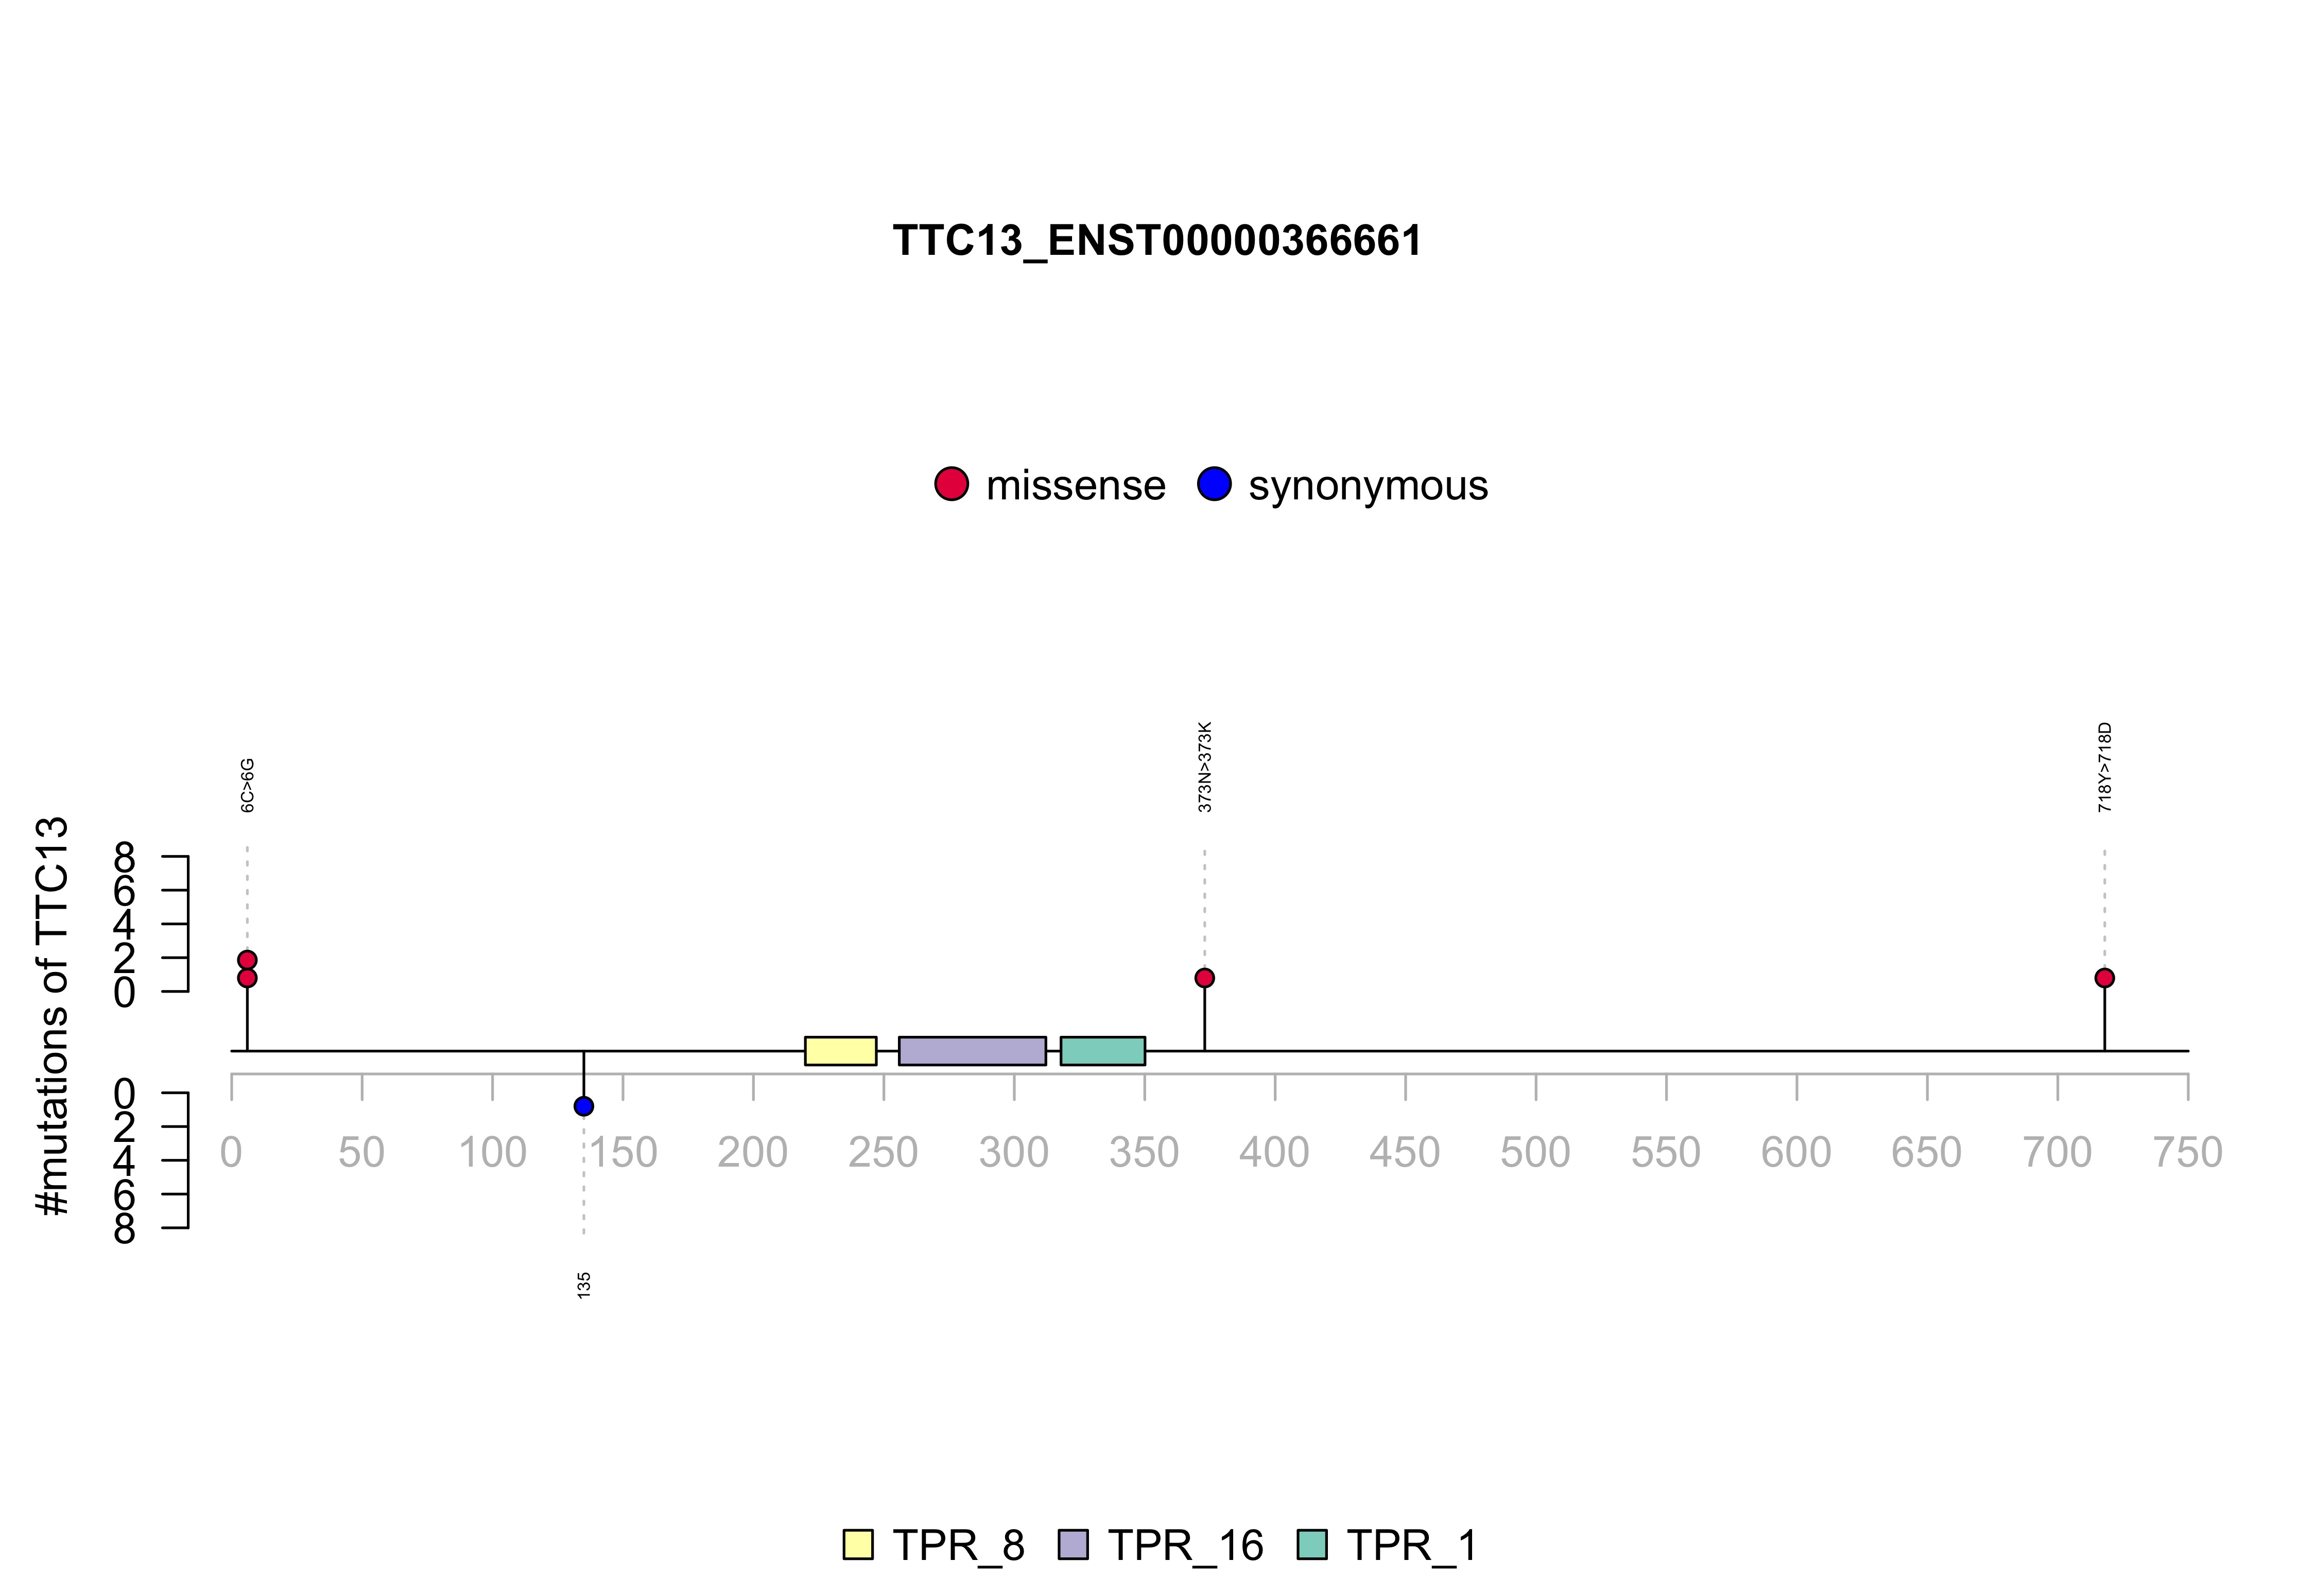 TTC13_ENST00000366661
missense synonymous
6C>6G
373N>373K
718Y>718D
#mutations of TTC13
8
6
4
2
0
0
2
4
6
8
0 50 100 150 200 250 300 350 400 450 500 550 600 650 700 750
135
TPR_8 TPR_16 TPR_1